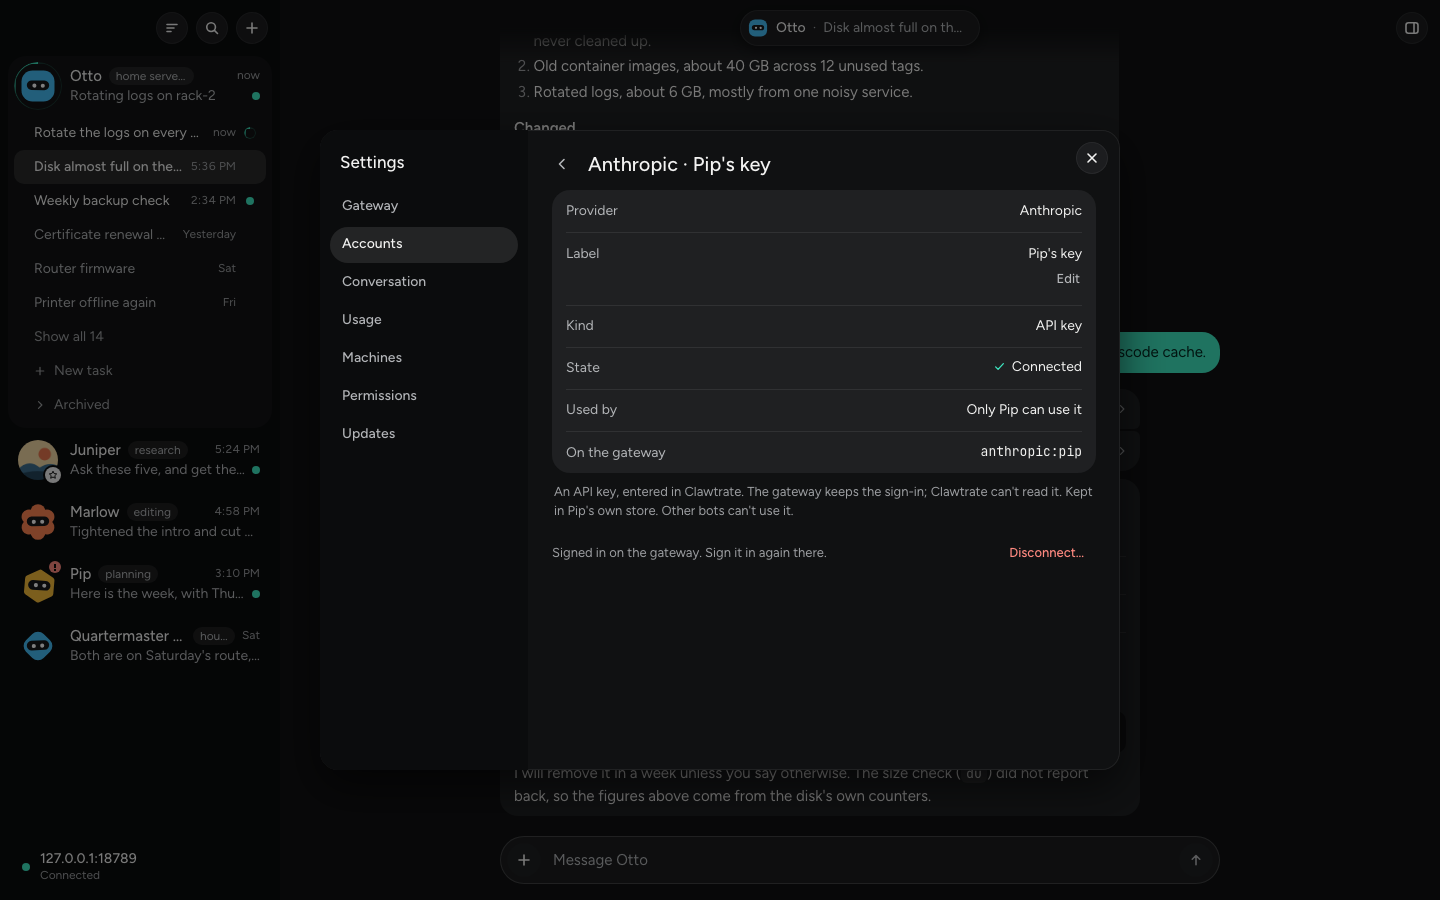 Otto
home serve...
now
Rotating logs on rack-2
Rotate the logs on every ...
now
Disk almost full on the...
5:36 PM
Weekly backup check
2:34 PM
Certificate renewal ...
Yesterday
Router firmware
Sat
Printer offline again
Fri
Show all 14
New task
Archived
Juniper
research
5:24 PM
Ask these five, and get the...
Marlow
editing
4:58 PM
Tightened the intro and cut ...
Pip
planning
3:10 PM
Here is the week, with Thu...
Quartermaster ...
hou...
Sat
Both are on Saturday's route,...
127.0.0.1:18789
Connected
Otto · Disk almost full on th...
never cleaned up.
2. Old container images, about 40 GB across 12 unused tags.
3. Rotated logs, about 6 GB, mostly from one noisy service.
Changed
scode cache.
Settings
Gateway
Accounts
Conversation
Usage
Machines
Permissions
Updates
Anthropic · Pip's key
Provider
Anthropic
Label
Pip's key
Edit
Kind
API key
State
Connected
Used by
Only Pip can use it
On the gateway
anthropic:pip
An API key, entered in Clawtrate. The gateway keeps the sign-in; Clawtrate can't read it. Kept
in Pip's own store. Other bots can't use it.
Signed in on the gateway. Sign it in again there.
Disconnect...
I will remove it in a week unless you say otherwise. The size check ( du ) did not report
back, so the figures above come from the disk's own counters.
Message Otto